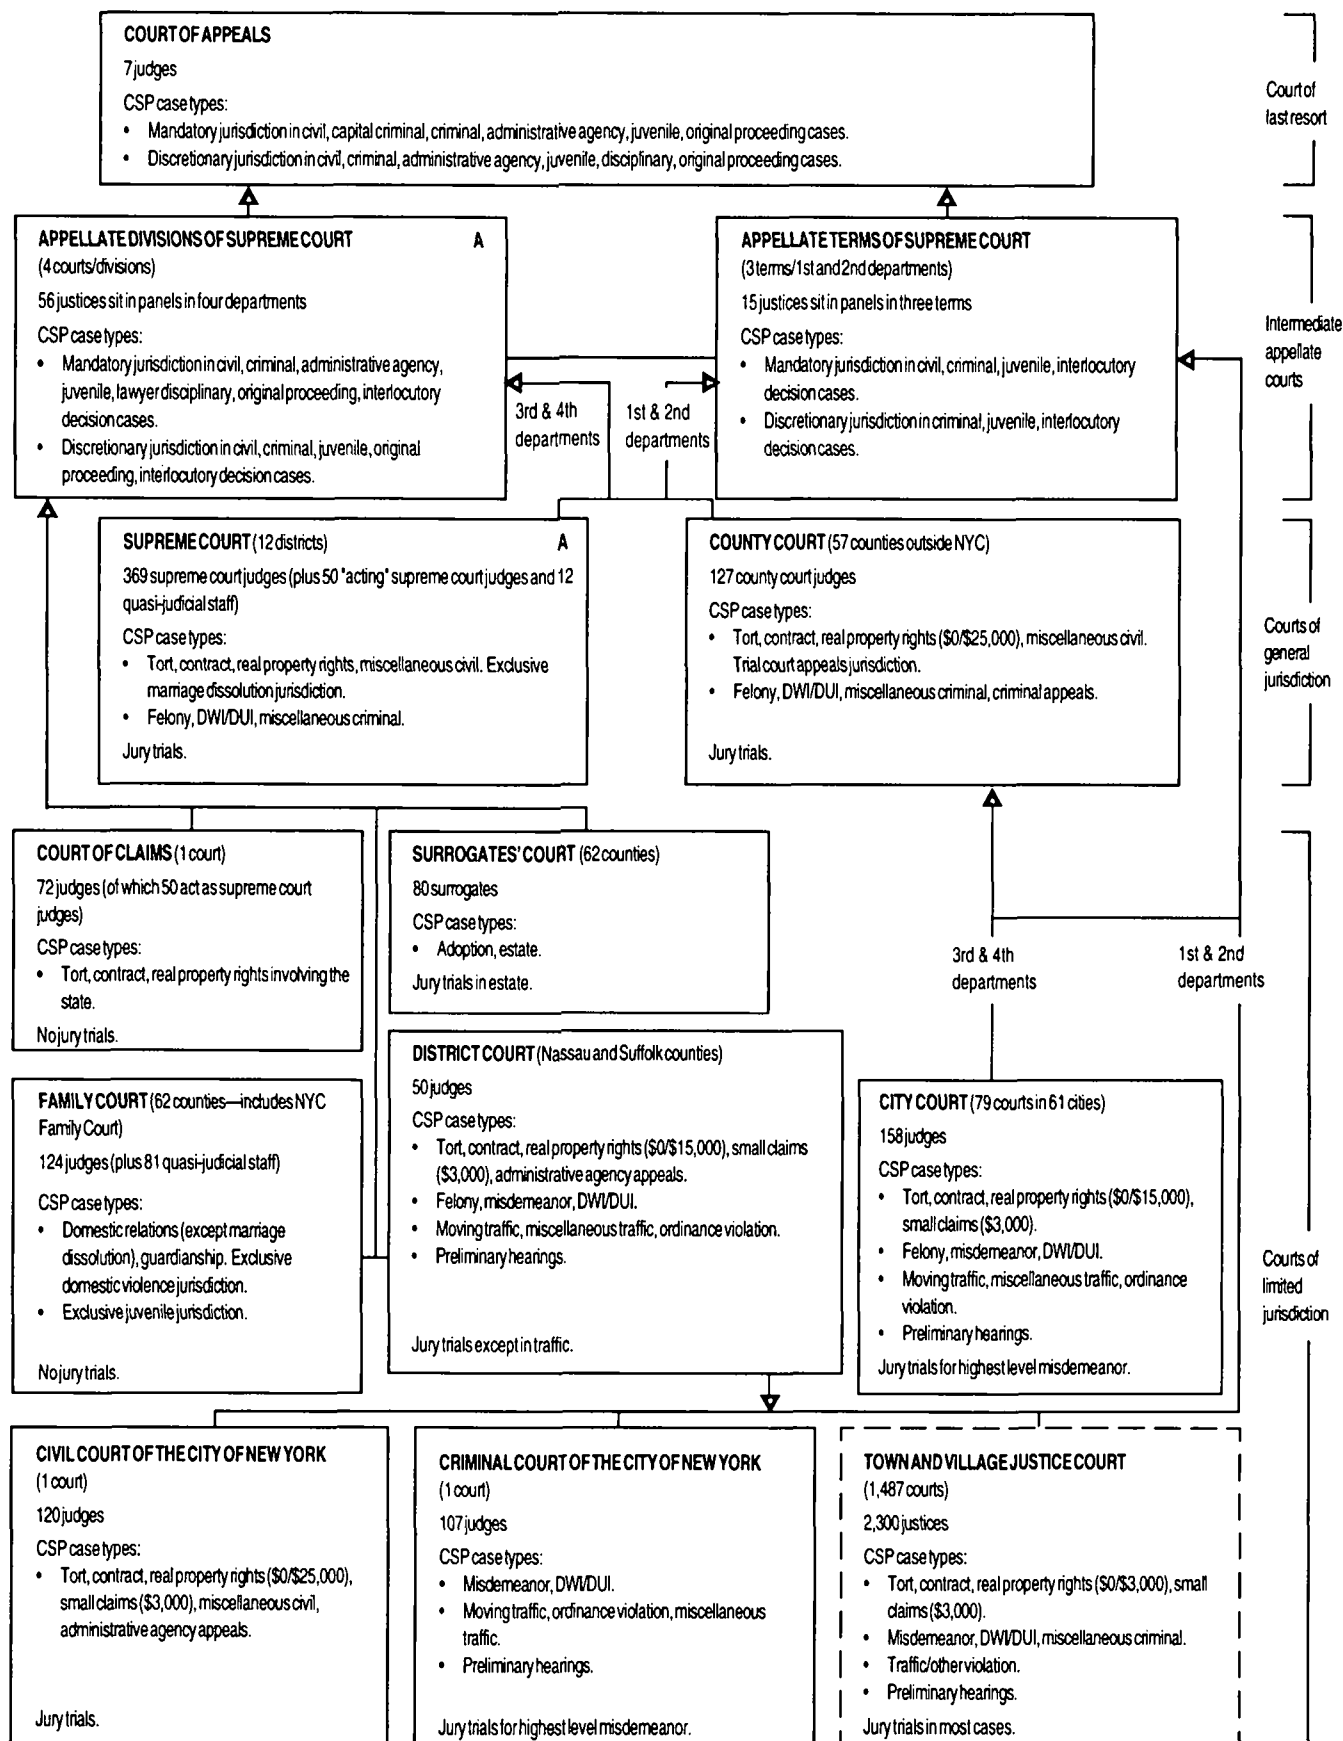 COURT OF APPEALS
7 judges
CSP case types:
• Mandatory jurisdiction in civil, capital criminal, criminal, administrative agency, juvenile, original proceeding cases.
• Discretionary jurisdiction in civil, criminal, administrative agency, juvenile, disciplinary, original proceeding cases.
Court of
last resort
APPELLATE DIVISIONS OF SUPREME COURT A
(4 courts/divisions)
56 justices sit in panels in four departments
CSP case types:
• Mandatory jurisdiction in civil, criminal, administrative agency,
juvenile, lawyer disciplinary, original proceeding, interlocutory
decision cases.
• Discretionary jurisdiction in civil, criminal, juvenile, original
proceeding, interlocutory decision cases.
3rd & 4th
departments
1st & 2nd
departments
APPELLATE TERMS OF SUPREME COURT
(3 terms/1st and 2nd departments)
15 justices sit in panels in three terms
CSP case types:
• Mandatory jurisdiction in civil, criminal, juvenile, interlocutory
decision cases.
• Discretionary jurisdiction in criminal, juvenile, interlocutory
decision cases.
Intermediate
appellate
courts
SUPREME COURT (12 districts) A
369 supreme court judges (plus 50 "acting" supreme court judges and 12
quasi-judicial staff)
CSP case types:
• Tort, contract, real property rights, miscellaneous civil. Exclusive
marriage dissolution jurisdiction.
• Felony, DWI/DUI, miscellaneous criminal.
Jury trials.
COUNTY COURT (57 counties outside NYC)
127 county court judges
CSP case types:
• Tort, contract, real property rights ($0/$25,000), miscellaneous civil.
Trial court appeals jurisdiction.
• Felony, DWI/DUI, miscellaneous criminal, criminal appeals.
Jury trials.
Courts of
general
jurisdiction
COURT OF CLAIMS (1 court)
72 judges (of which 50 act as supreme court
judges)
CSP case types:
• Tort, contract, real property rights involving the
state.
No jury trials.
SURROGATES' COURT (62 counties)
80 surrogates
CSP case types:
• Adoption, estate.
Jury trials in estate.
3rd & 4th
departments
1st & 2nd
departments
FAMILY COURT (62 counties—includes NYC
Family Court)
124 judges (plus 81 quasi-judicial staff)
CSP case types:
• Domestic relations (except marriage
dissolution), guardianship. Exclusive
domestic violence jurisdiction.
• Exclusive juvenile jurisdiction.
No jury trials.
DISTRICT COURT (Nassau and Suffolk counties)
50 judges
CSP case types:
• Tort, contract, real property rights ($0/$15,000), small claims
($3,000), administrative agency appeals.
• Felony, misdemeanor, DWI/DUI.
• Moving traffic, miscellaneous traffic, ordinance violation.
• Preliminary hearings.
Jury trials except in traffic.
CITY COURT (79 courts in 61 cities)
158 judges
CSP case types:
• Tort, contract, real property rights ($0/$15,000),
small claims ($3,000).
• Felony, misdemeanor, DWI/DUI.
• Moving traffic, miscellaneous traffic, ordinance
violation.
• Preliminary hearings.
Jury trials for highest level misdemeanor.
Courts of
limited
jurisdiction
CIVIL COURT OF THE CITY OF NEW YORK
(1 court)
120 judges
CSP case types:
• Tort, contract, real property rights ($0/$25,000),
small claims ($3,000), miscellaneous civil,
administrative agency appeals.
Jury trials.
CRIMINAL COURT OF THE CITY OF NEW YORK
(1 court)
107 judges
CSP case types:
• Misdemeanor, DWI/DUI.
• Moving traffic, ordinance violation, miscellaneous
traffic.
• Preliminary hearings.
Jury trials for highest level misdemeanor.
TOWN AND VILLAGE JUSTICE COURT
(1,487 courts)
2,300 justices
CSP case types:
• Tort, contract, real property rights ($0/$3,000), small
claims ($3,000).
• Misdemeanor, DWI/DUI, miscellaneous criminal.
• Traffic/other violation.
• Preliminary hearings.
Jury trials in most cases.